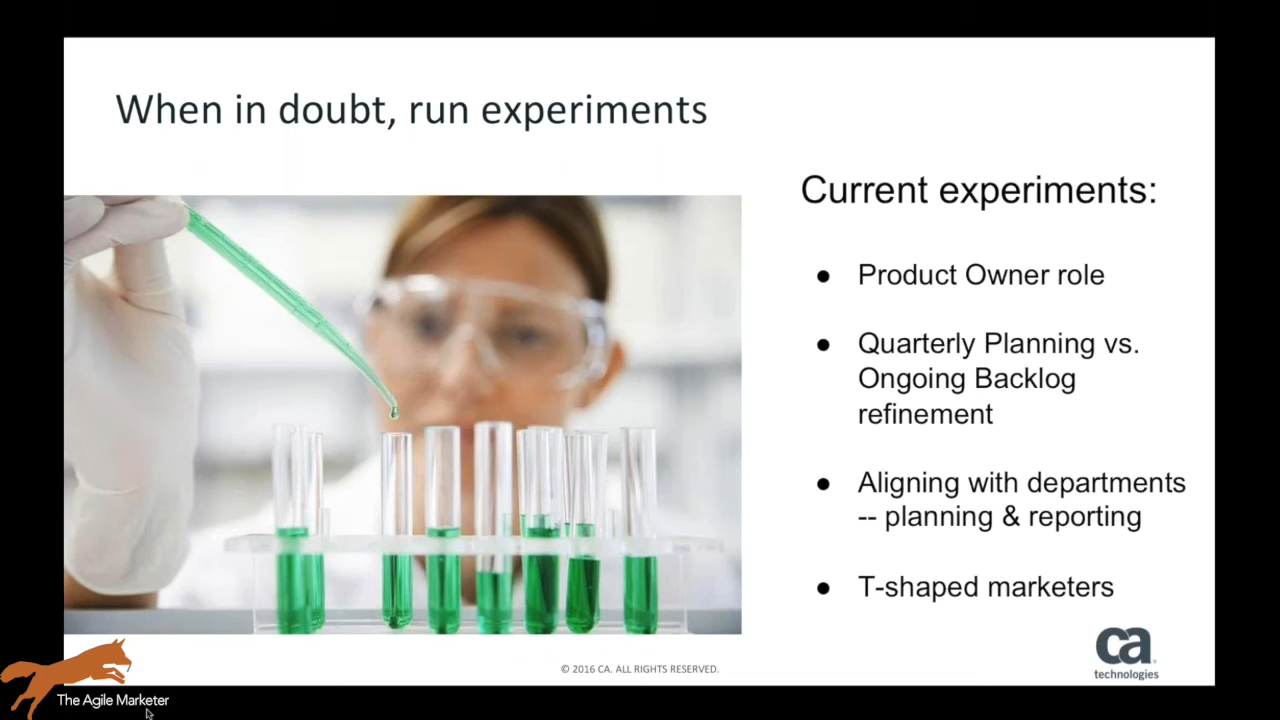 When in doubt, run experiments
Current experiments:
● Product Owner role
● Quarterly Planning vs.
Ongoing Backlog
refinement
● Aligning with departments
-- planning & reporting
● T-shaped marketers
© 2016 CA. ALL RIGHTS RESERVED.
ca
technologies
The Agile Marketer